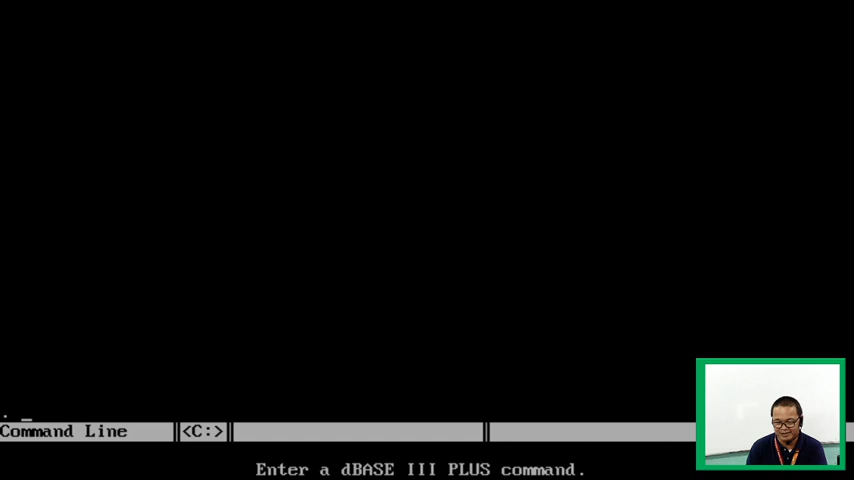 .
Command Line <C:>
Enter a dBASE III PLUS command.